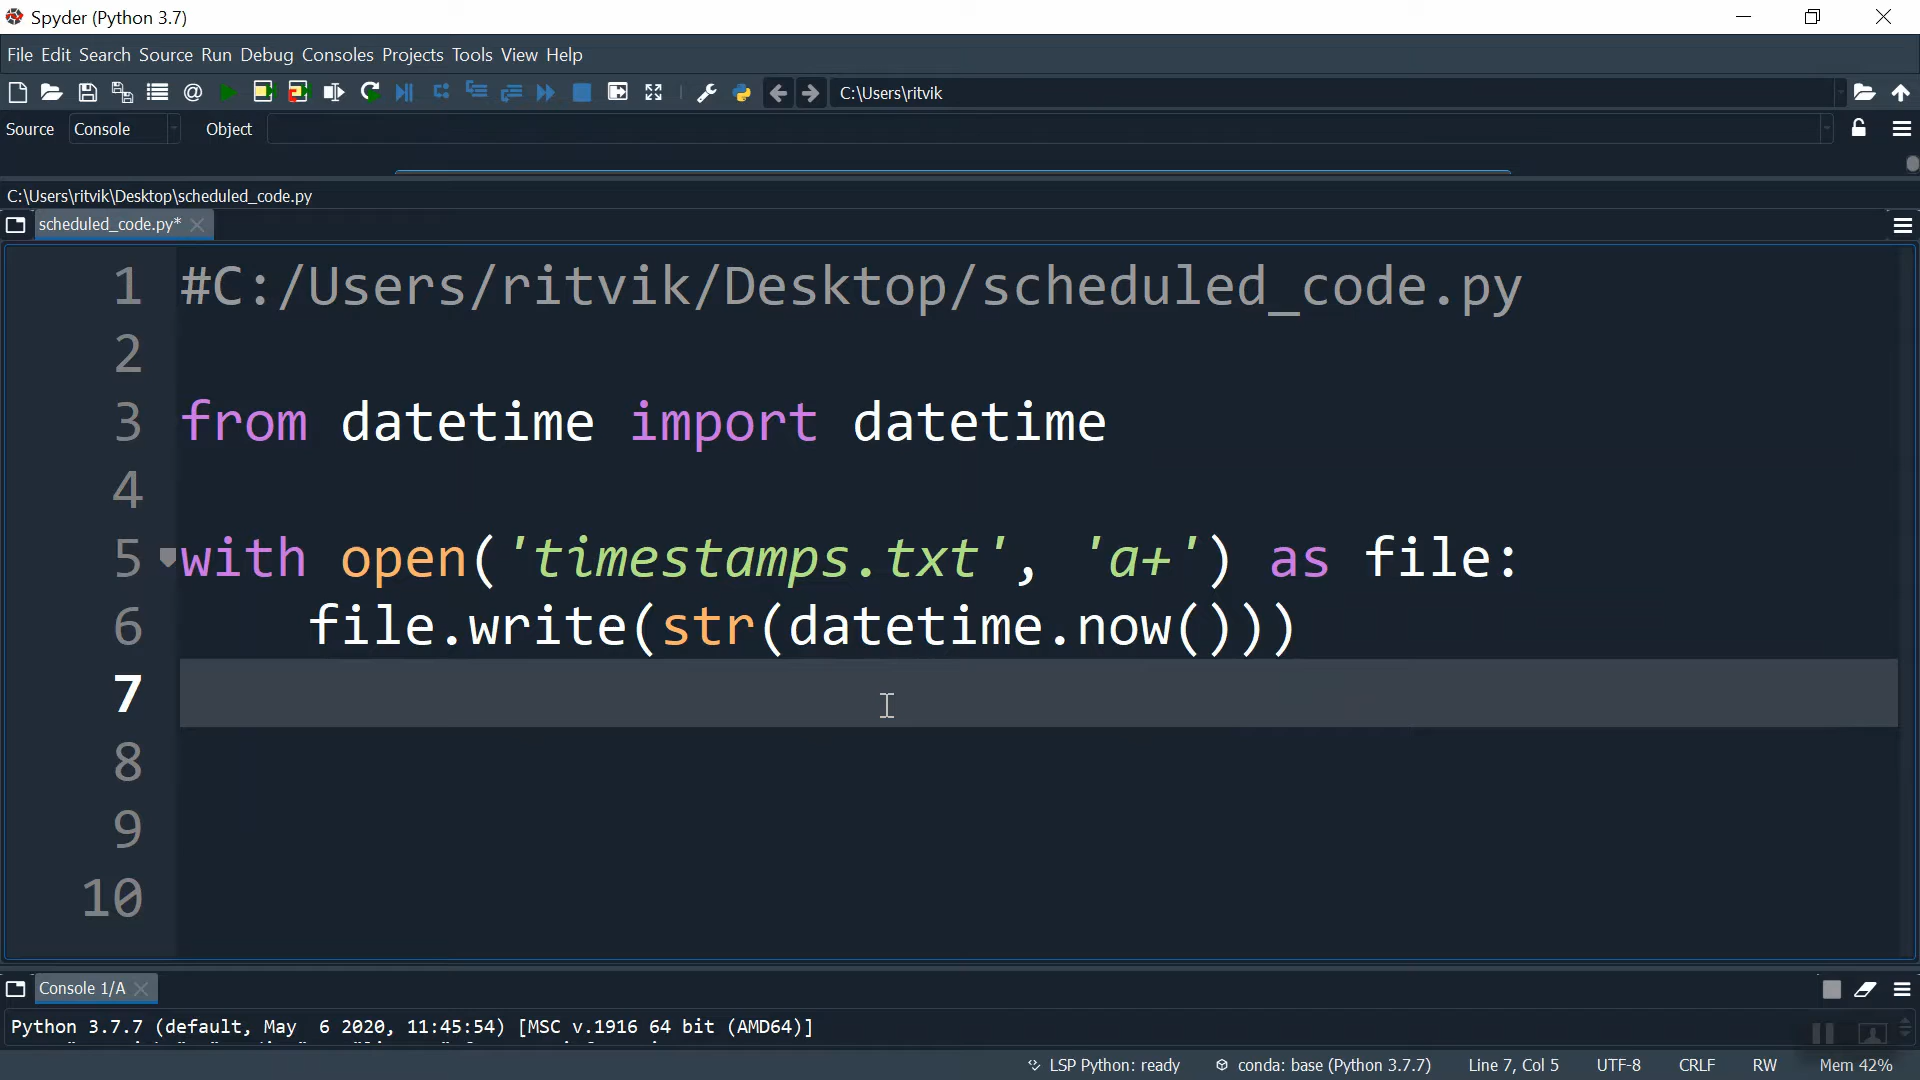 Spyder (Python 3.7)
File Edit Search Source Run Debug Consoles Projects Tools View Help
C:\Users\ritvik
Source Console Object
C:\Users\ritvik\Desktop\scheduled_code.py
scheduled_code.py*
1 #C:/Users/ritvik/Desktop/scheduled_code.py
2
3 from datetime import datetime
4
5 with open('timestamps.txt', 'a+') as file:
6 file.write(str(datetime.now()))
7
8
9
10
Console 1/A
Python 3.7.7 (default, May  6 2020, 11:45:54) [MSC v.1916 64 bit (AMD64)]
LSP Python: ready conda: base (Python 3.7.7) Line 7, Col 5 UTF-8 CRLF RW Mem 42%